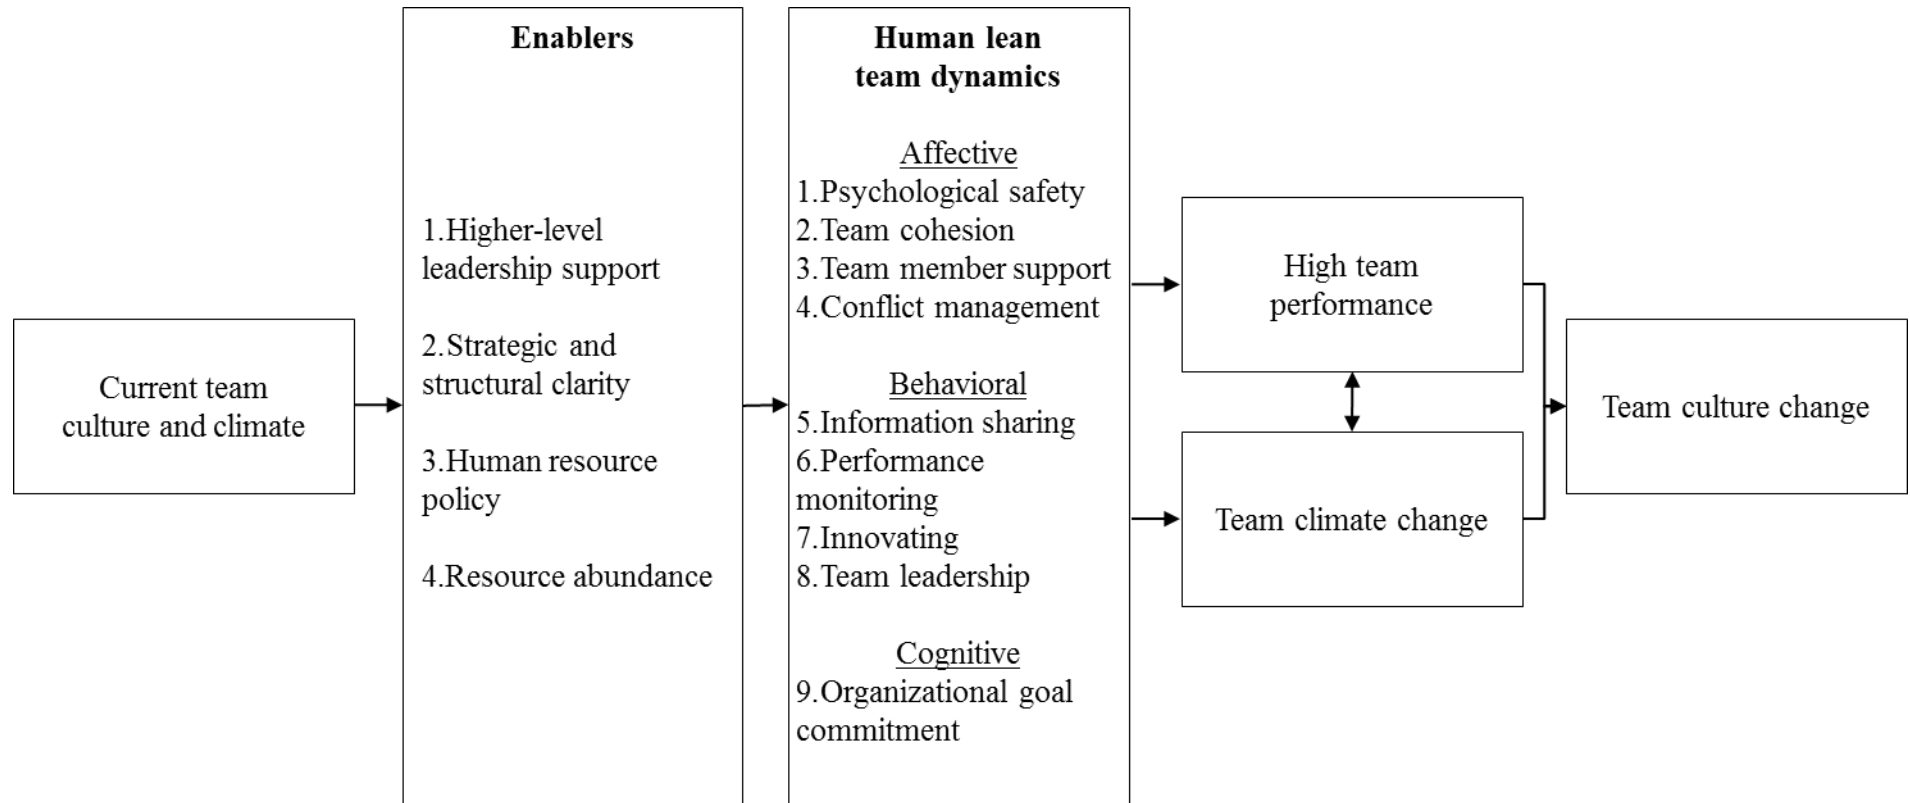 Current team
culture and climate
Enablers
1.Higher-level
leadership support
2.Strategic and
structural clarity
3.Human resource
policy
4.Resource abundance
Human lean
team dynamics
Affective
1.Psychological safety
2.Team cohesion
3.Team member support
4.Conflict management
Behavioral
5.Information sharing
6.Performance
monitoring
7.Innovating
8.Team leadership
Cognitive
9.Organizational goal
commitment
High team
performance
Team climate change
Team culture change